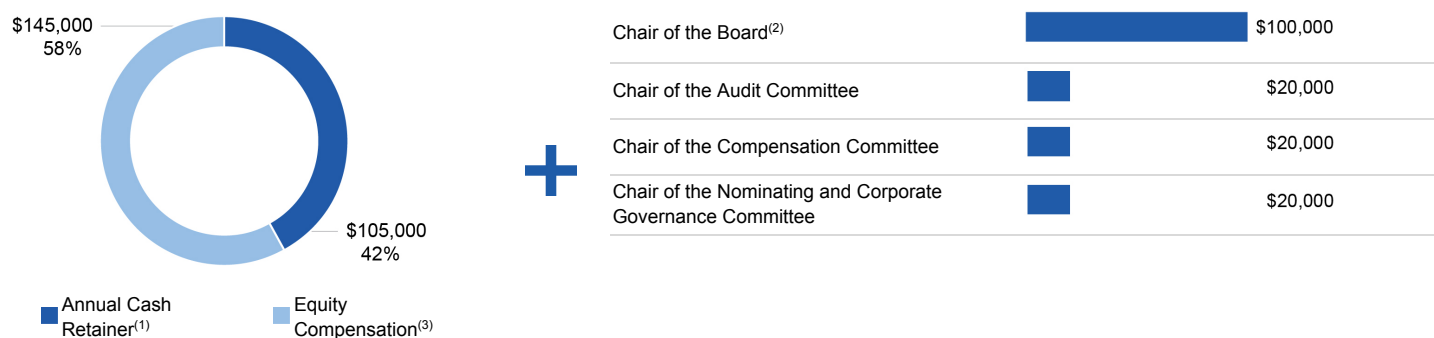 $145,000
58%
$105,000
42%
Annual Cash
Retainer(1)
Equity
Compensation(3)
Chair of the Board(2)
$100,000
Chair of the Audit Committee
$20,000
Chair of the Compensation Committee
$20,000
Chair of the Nominating and Corporate
Governance Committee
$20,000